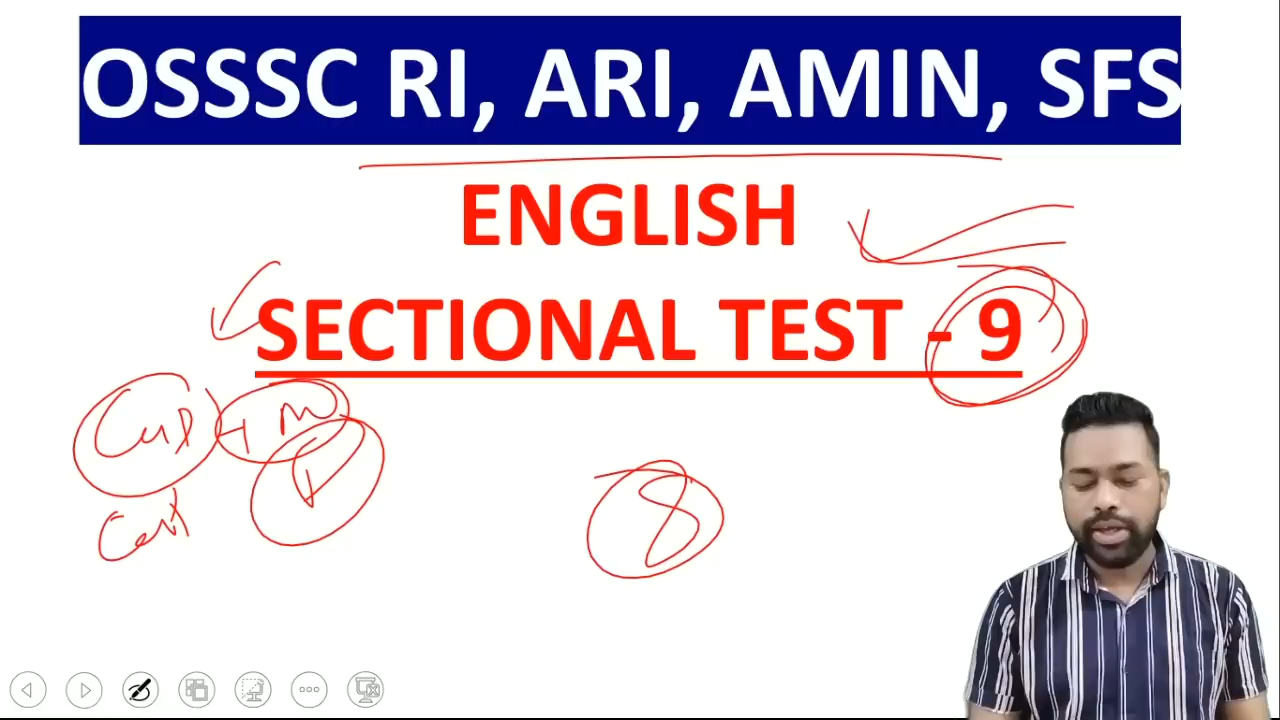 OSSSC RI, ARI, AMIN, SFS
ENGLISH
SECTIONAL TEST - 9
8